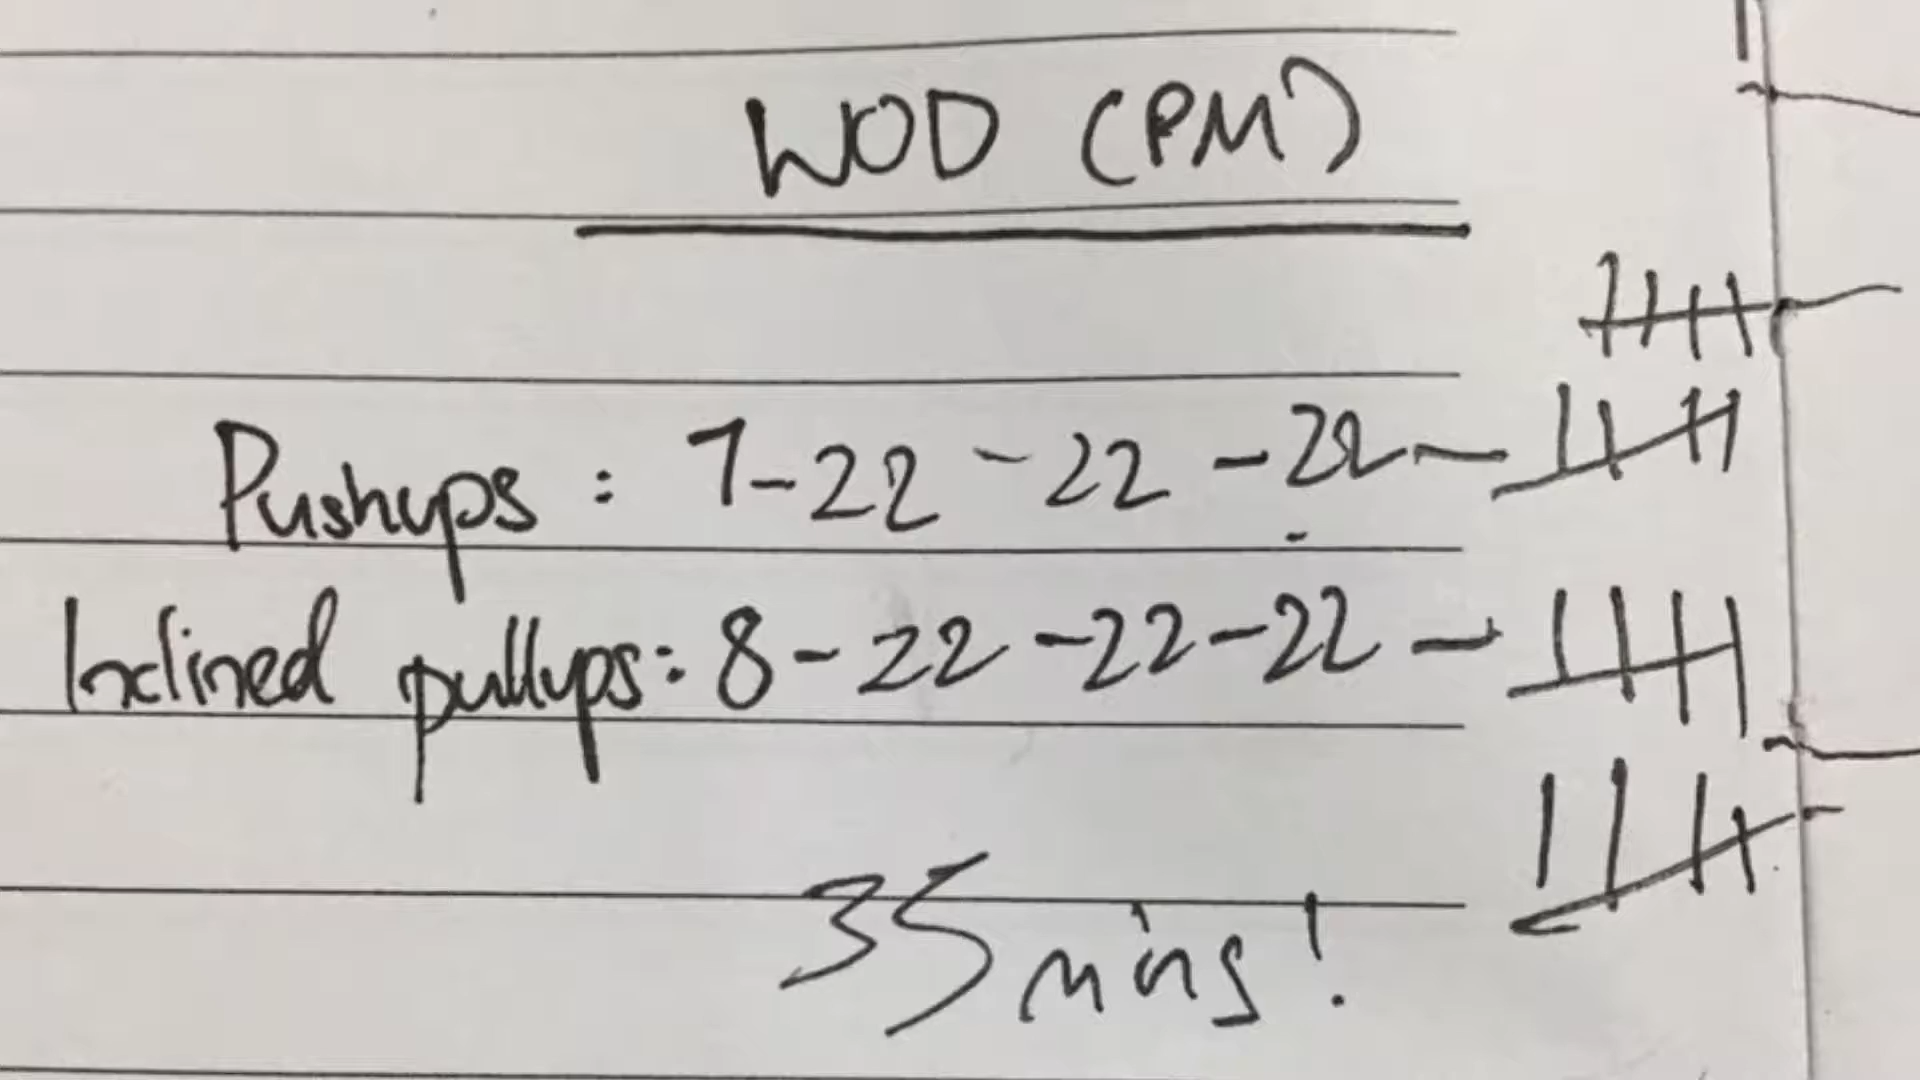 WOD (PM)
Pushups : 7-22 - 22 - 22 -
Inclined pullups: 8 - 22 - 22 - 22 -
35 mins!